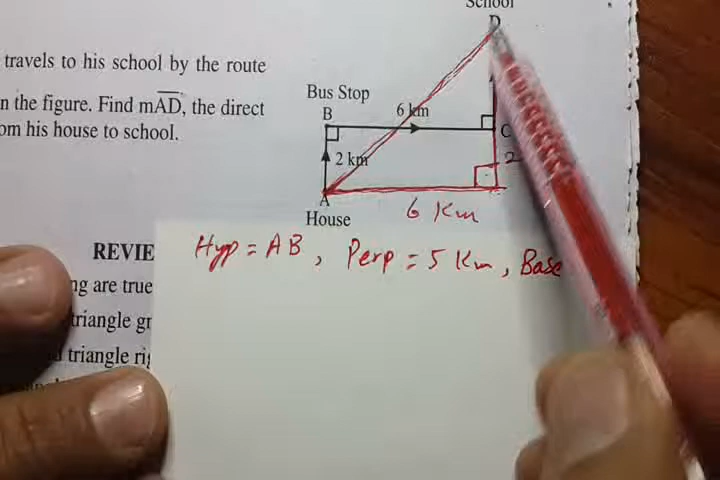 School
D
travels to his school by the route
n the figure. Find mAD, the direct
om his house to school.
Bus Stop
B
6 km
C
2 km
2
A
House
6 Km
Hyp = AB, Perp = 5 Km, Base
REVIE
ng are true
triangle gr
triangle rig